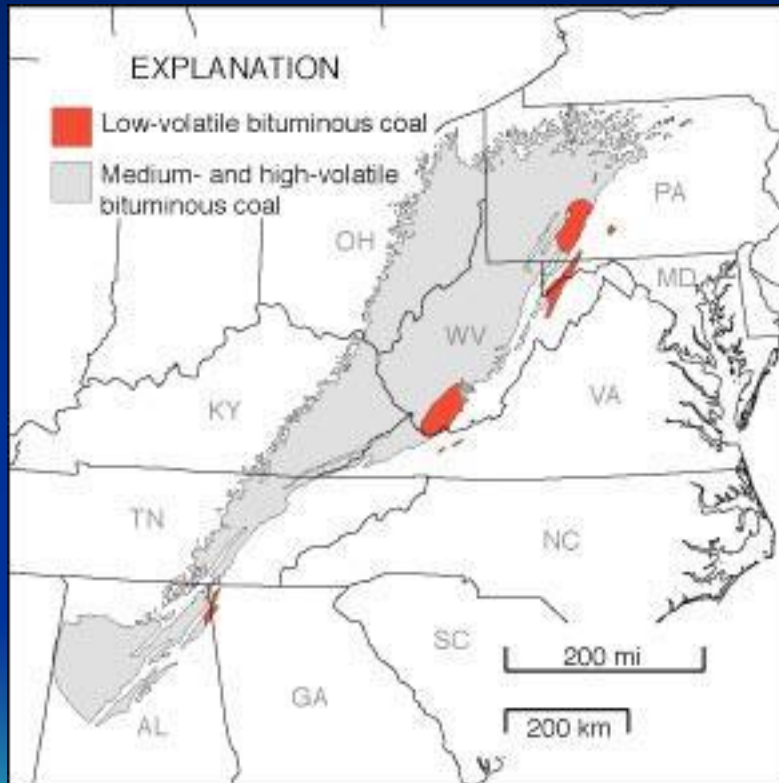 EXPLANATION
Low-volatile bituminous coal
Medium- and high-volatile
bituminous coal
PA
OH
MD
WV
VA
KY
TN
NC
SC
200 mi
GA
AL
200 km